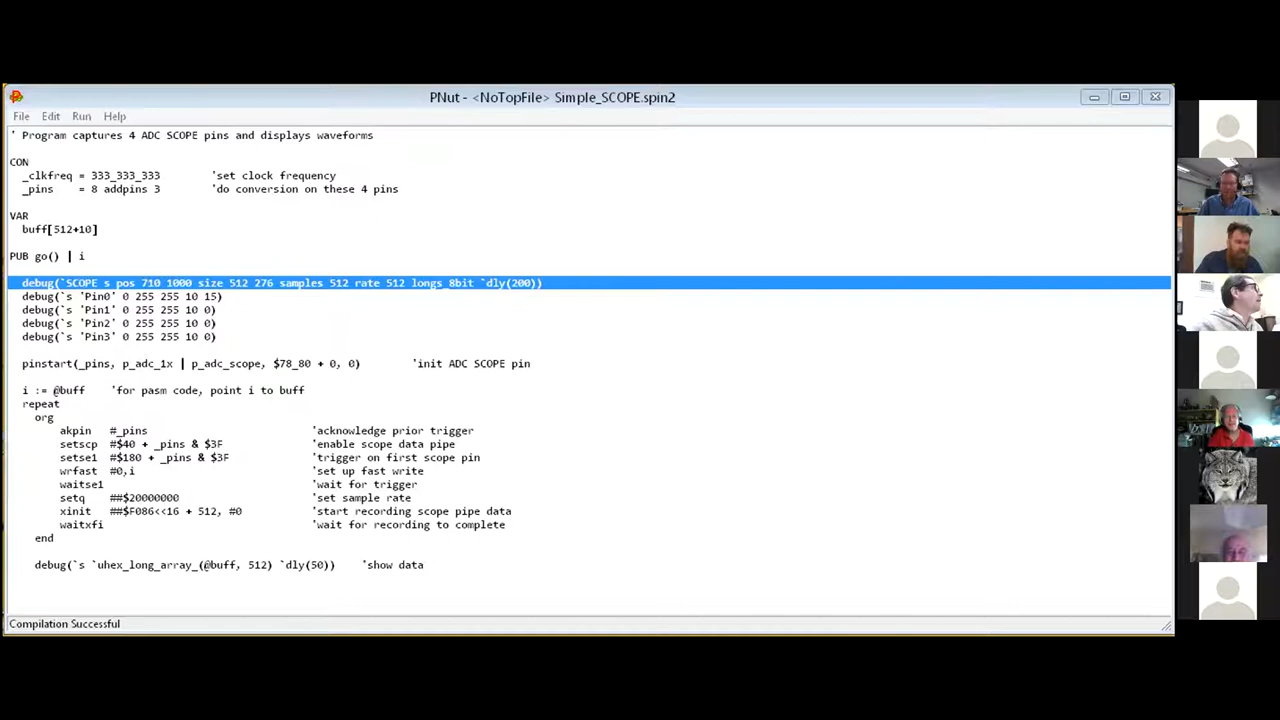 PNut - <NoTopFile> Simple_SCOPE.spin2
File Edit Run Help
' Program captures 4 ADC SCOPE pins and displays waveforms
CON
_clkfreq = 333_333_333 'set clock frequency
_pins = 8 addpins 3 'do conversion on these 4 pins
VAR
buff[512+10]
PUB go() | i
debug(`SCOPE s pos 710 1000 size 512 276 samples 512 rate 512 longs_8bit `dly(200))
debug(`s 'Pin0' 0 255 255 10 15)
debug(`s 'Pin1' 0 255 255 10 0)
debug(`s 'Pin2' 0 255 255 10 0)
debug(`s 'Pin3' 0 255 255 10 0)
pinstart(_pins, p_adc_1x | p_adc_scope, $78_80 + 0, 0) 'init ADC SCOPE pin
i := @buff 'for pasm code, point i to buff
repeat
org
akpin #_pins 'acknowledge prior trigger
setscp #$40 + _pins & $3F 'enable scope data pipe
setse1 #$180 + _pins & $3F 'trigger on first scope pin
wrfast #0,i 'set up fast write
waitse1 'wait for trigger
setq ##$20000000 'set sample rate
xinit ##$F086<<16 + 512, #0 'start recording scope pipe data
waitxfi 'wait for recording to complete
end
debug(`s `uhex_long_array_(@buff, 512) `dly(50)) 'show data
Compilation Successful